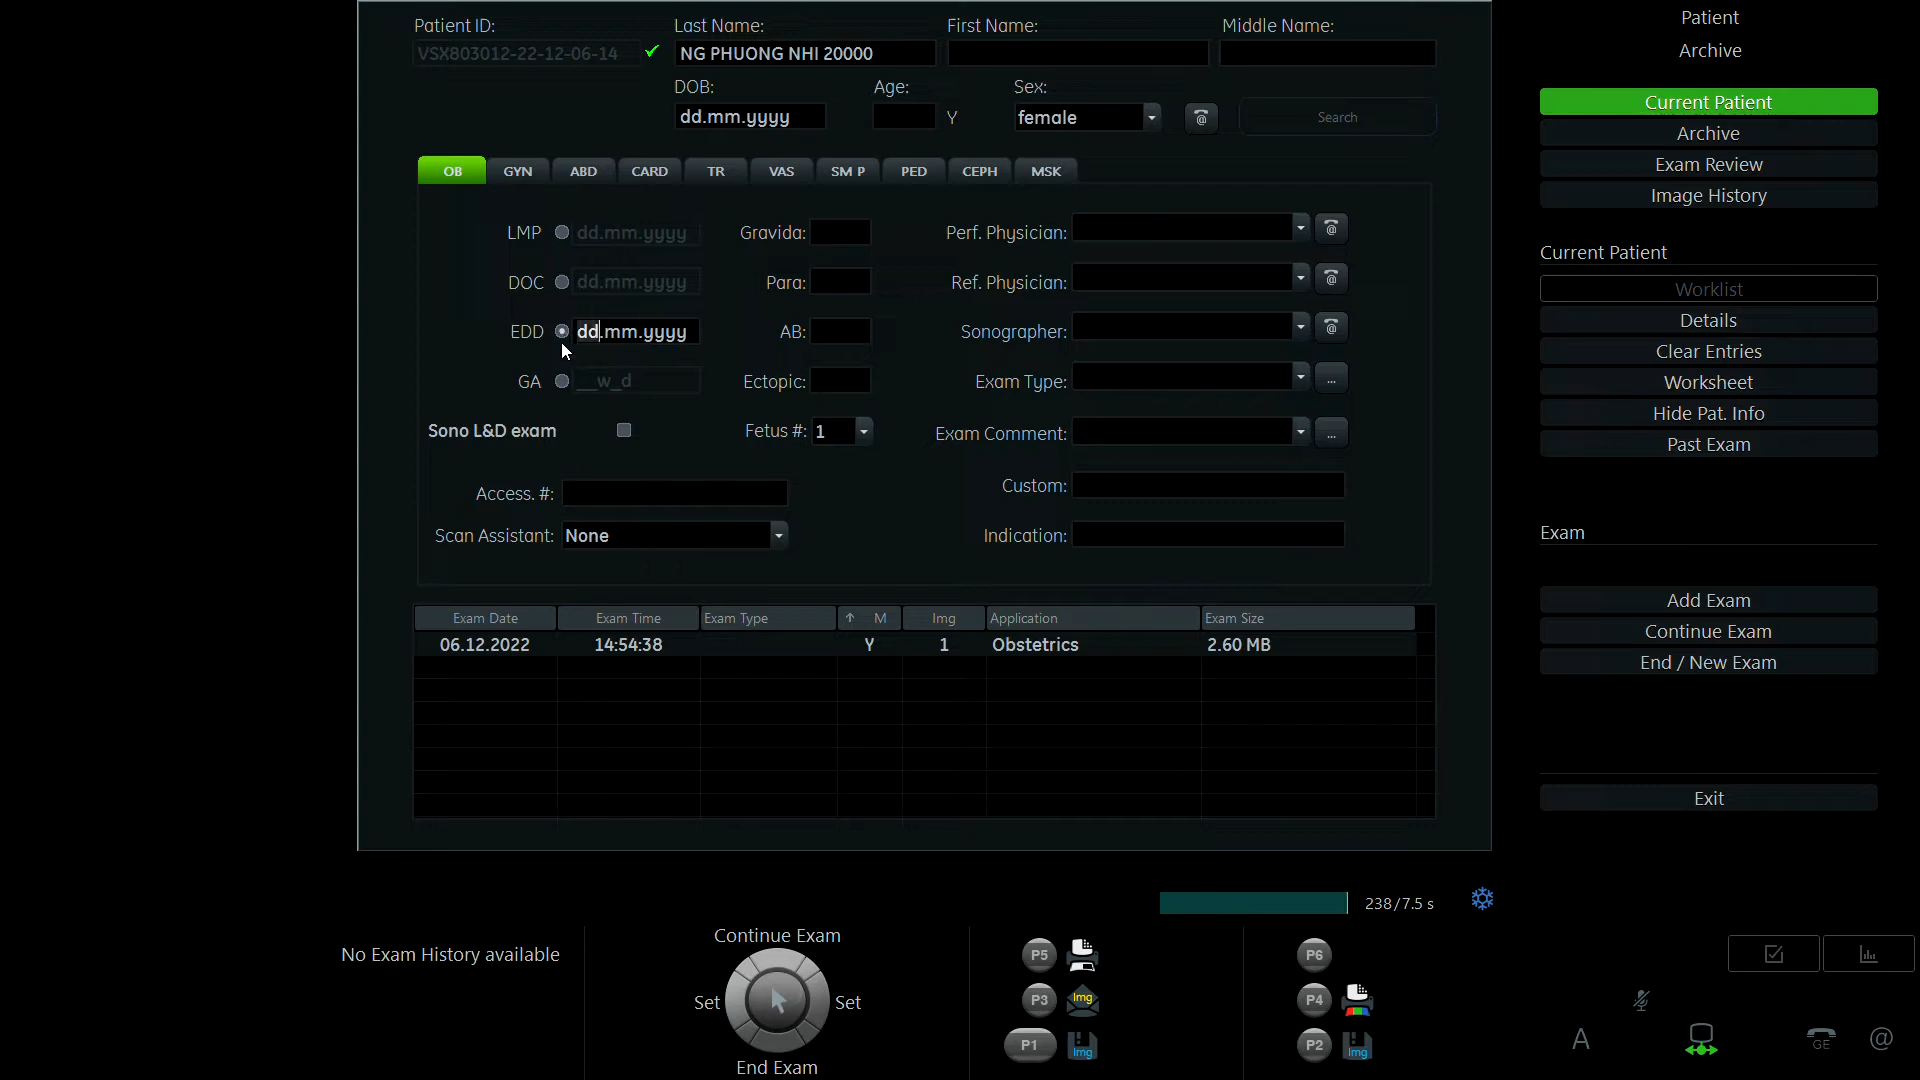 Patient ID: Last Name: First Name: Middle Name:
VSX803012-22-12-06-14 NG PHUONG NHI 20000
DOB: Age: Sex:
dd.mm.yyyy Y female @ Search
OB GYN ABD CARD TR VAS SM P PED CEPH MSK
LMP dd.mm.yyyy Gravida: Perf. Physician: @
DOC dd.mm.yyyy Para: Ref. Physician: @
EDD dd.mm.yyyy AB: Sonographer: @
GA __w_d Ectopic: Exam Type: ...
Sono L&D exam Fetus #: 1 Exam Comment: ...
Access. #: Custom:
Scan Assistant: None Indication:
Exam Date Exam Time Exam Type M Img Application Exam Size
06.12.2022 14:54:38 Y 1 Obstetrics 2.60 MB
Patient
Archive
Current Patient
Archive
Exam Review
Image History
Current Patient
Worklist
Details
Clear Entries
Worksheet
Hide Pat. Info
Past Exam
Exam
Add Exam
Continue Exam
End / New Exam
Exit
238/7.5 s
No Exam History available
Continue Exam
Set Set
End Exam
P5
P3 Img
P1 Img
P6
P4
P2 Img
A GE @